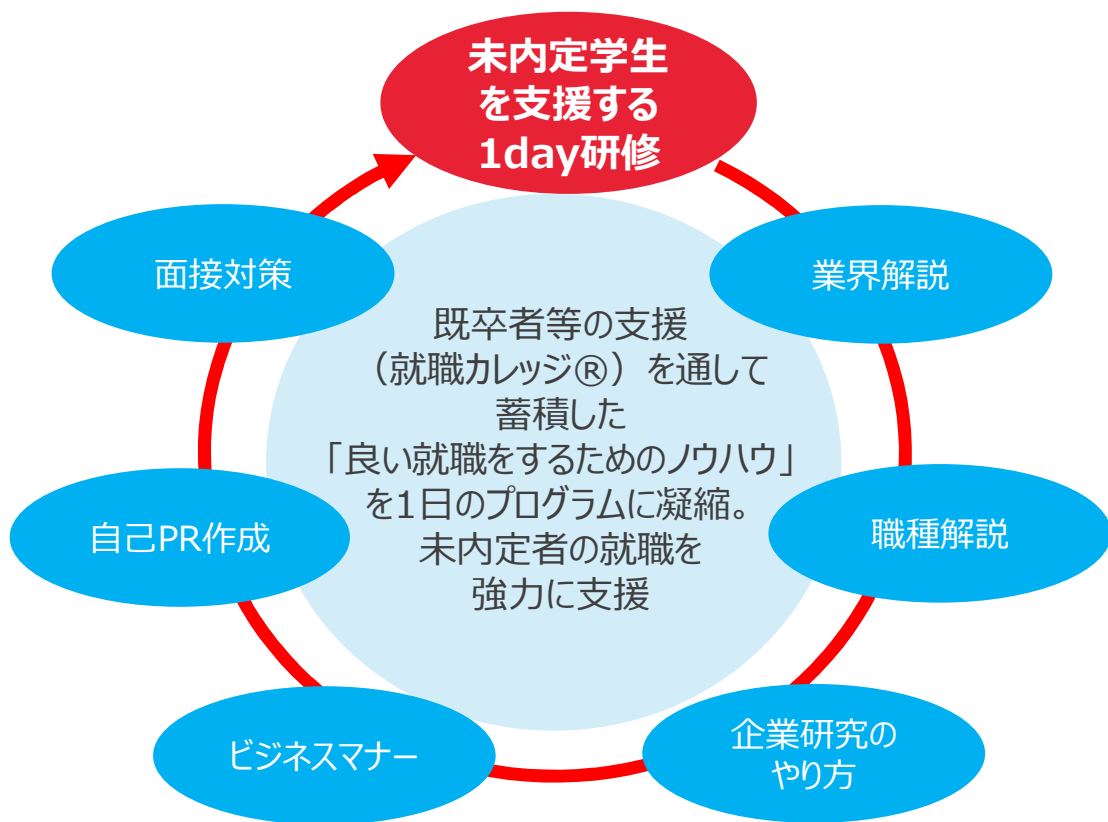 未内定学生
を支援する
1day研修
業界解説
職種解説
企業研究の
やり方
ビジネスマナー
自己PR作成
面接対策
既卒者等の支援
（就職カレッジ®）を通して
蓄積した
「良い就職をするためのノウハウ」
を1日のプログラムに凝縮。
未内定者の就職を
強力に支援